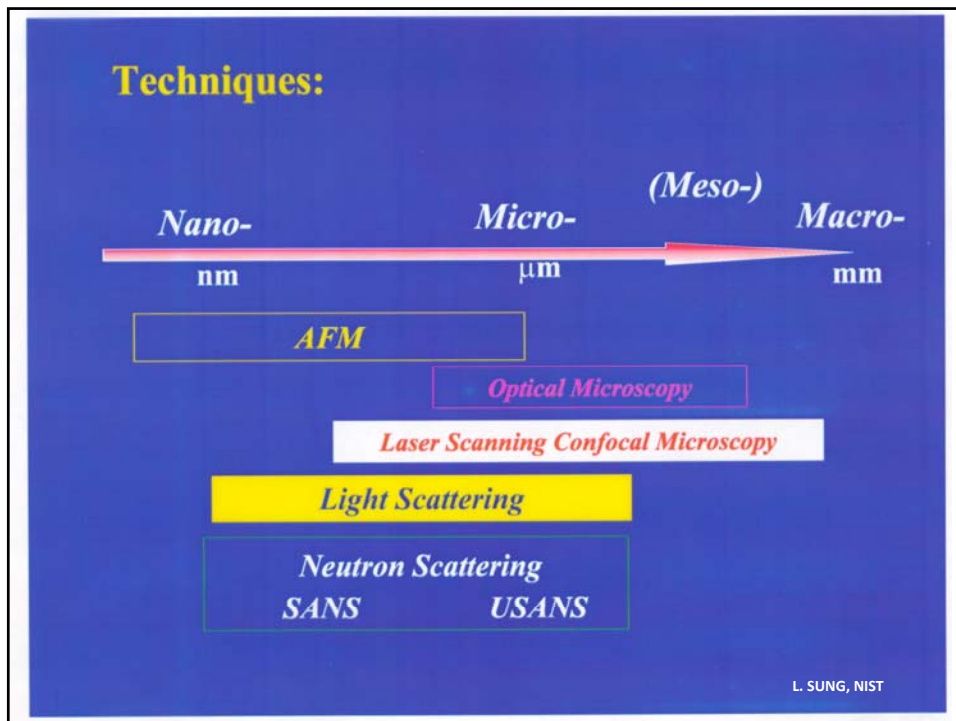 Techniques:
(Meso-)
Nano- Micro- Macro-
nm μm mm
AFM
Optical Microscopy
Laser Scanning Confocal Microscopy
Light Scattering
Neutron Scattering
SANS USANS
L. SUNG, NIST